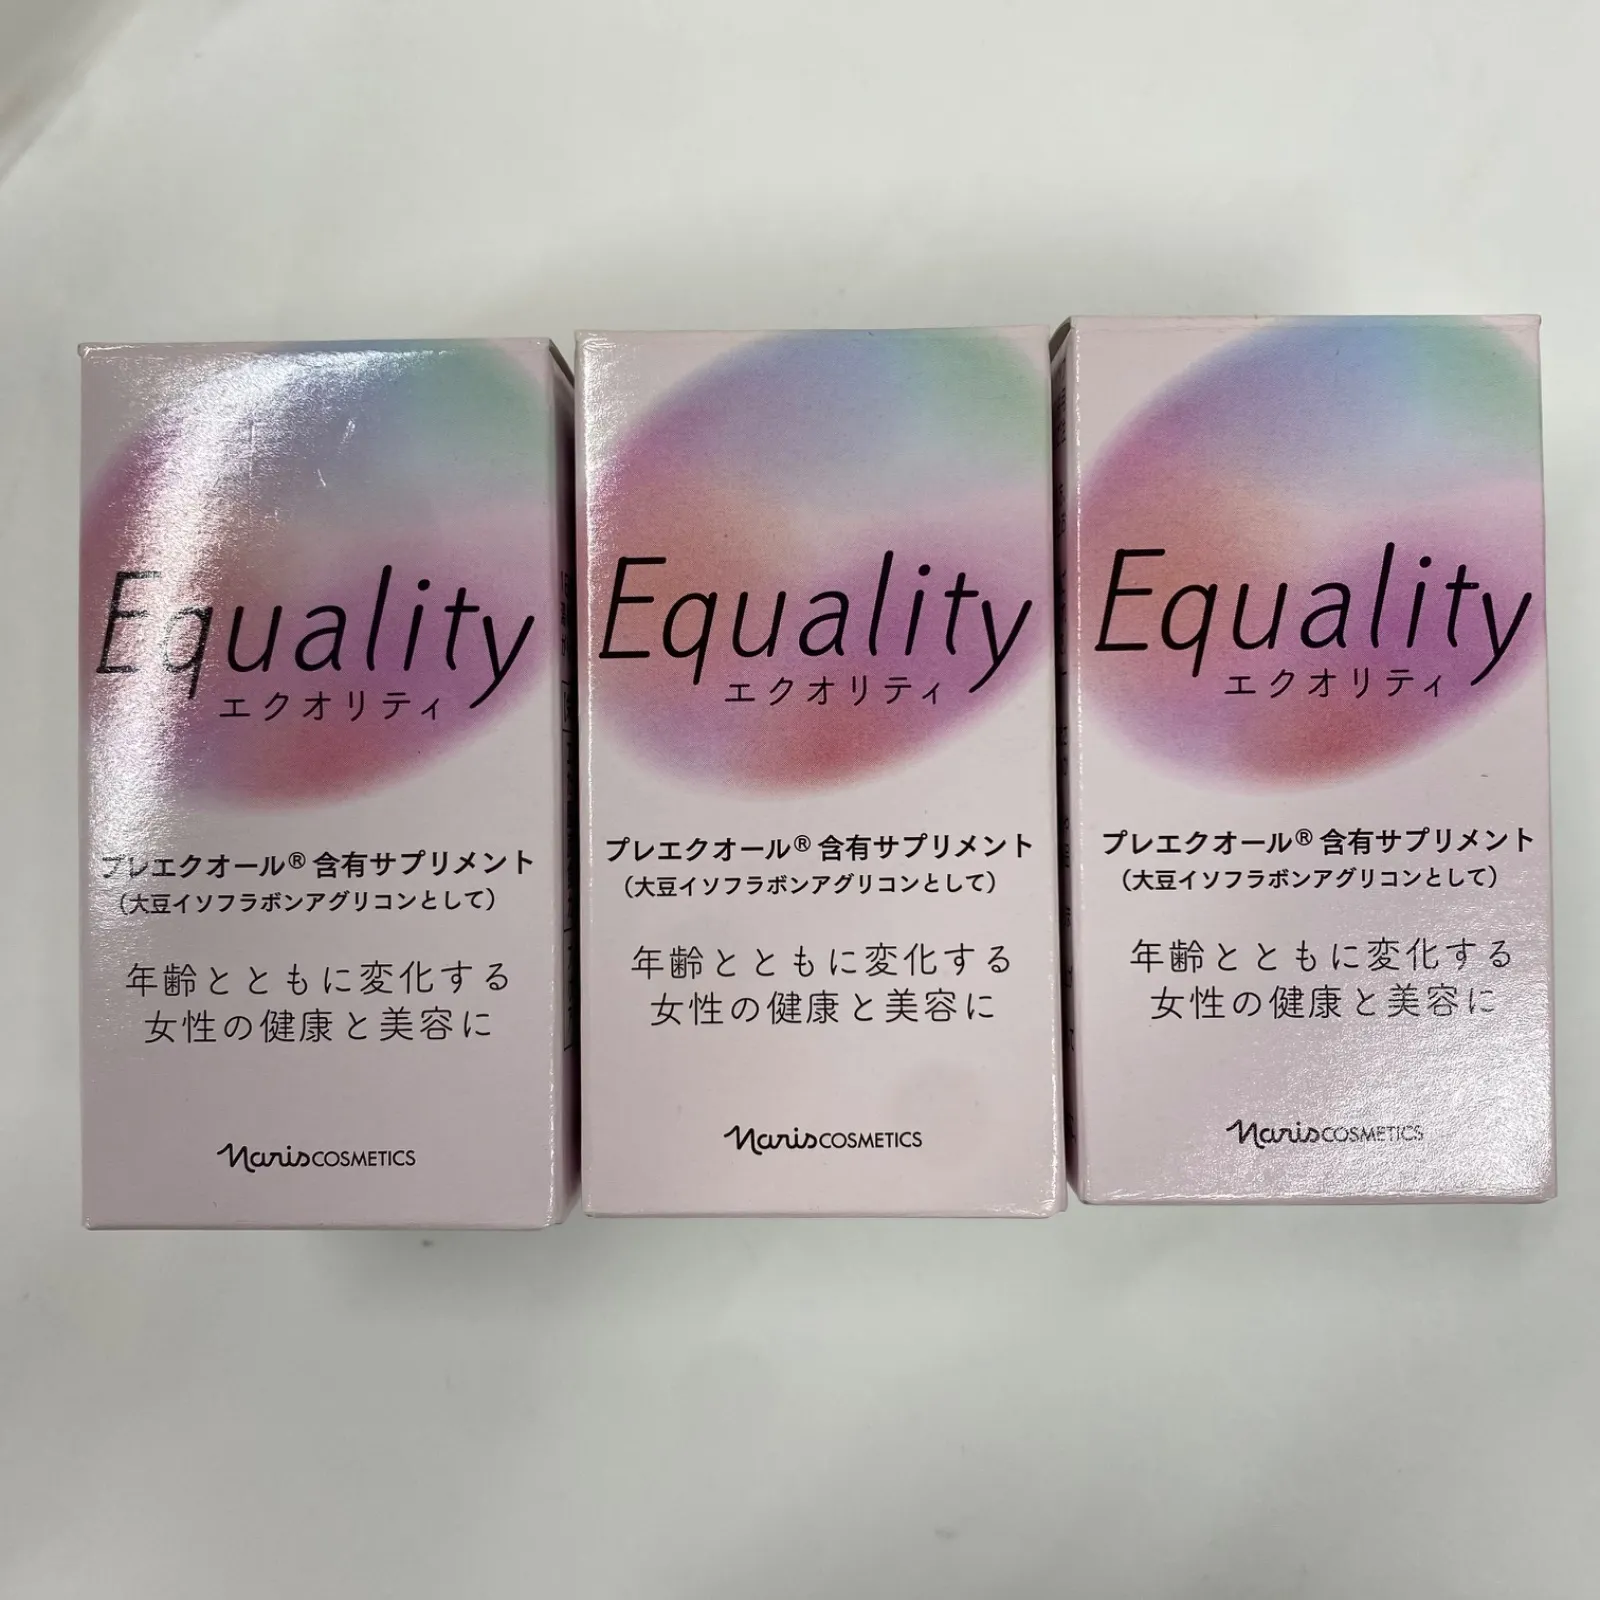 Equality
エクオリティ
プレエクオール® 含有サプリメント
(大豆イソフラボンアグリコンとして)
年齢とともに変化する
女性の健康と美容に
Naris COSMETICS
Equality
エクオリティ
プレエクオール® 含有サプリメント
(大豆イソフラボンアグリコンとして)
年齢とともに変化する
女性の健康と美容に
Naris COSMETICS
Equality
エクオリティ
プレエクオール® 含有サプリメント
(大豆イソフラボンアグリコンとして)
年齢とともに変化する
女性の健康と美容に
Naris COSMETICS